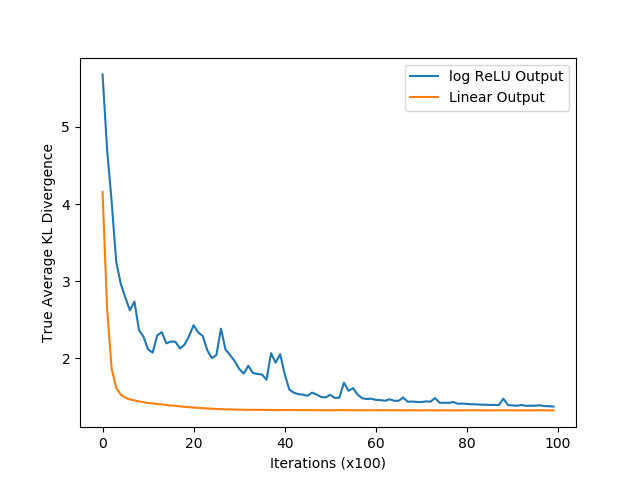 log ReLU Output
Linear Output
True Average KL Divergence
5
4
3
2
0
20
40
60
80
100
Iterations (x100)